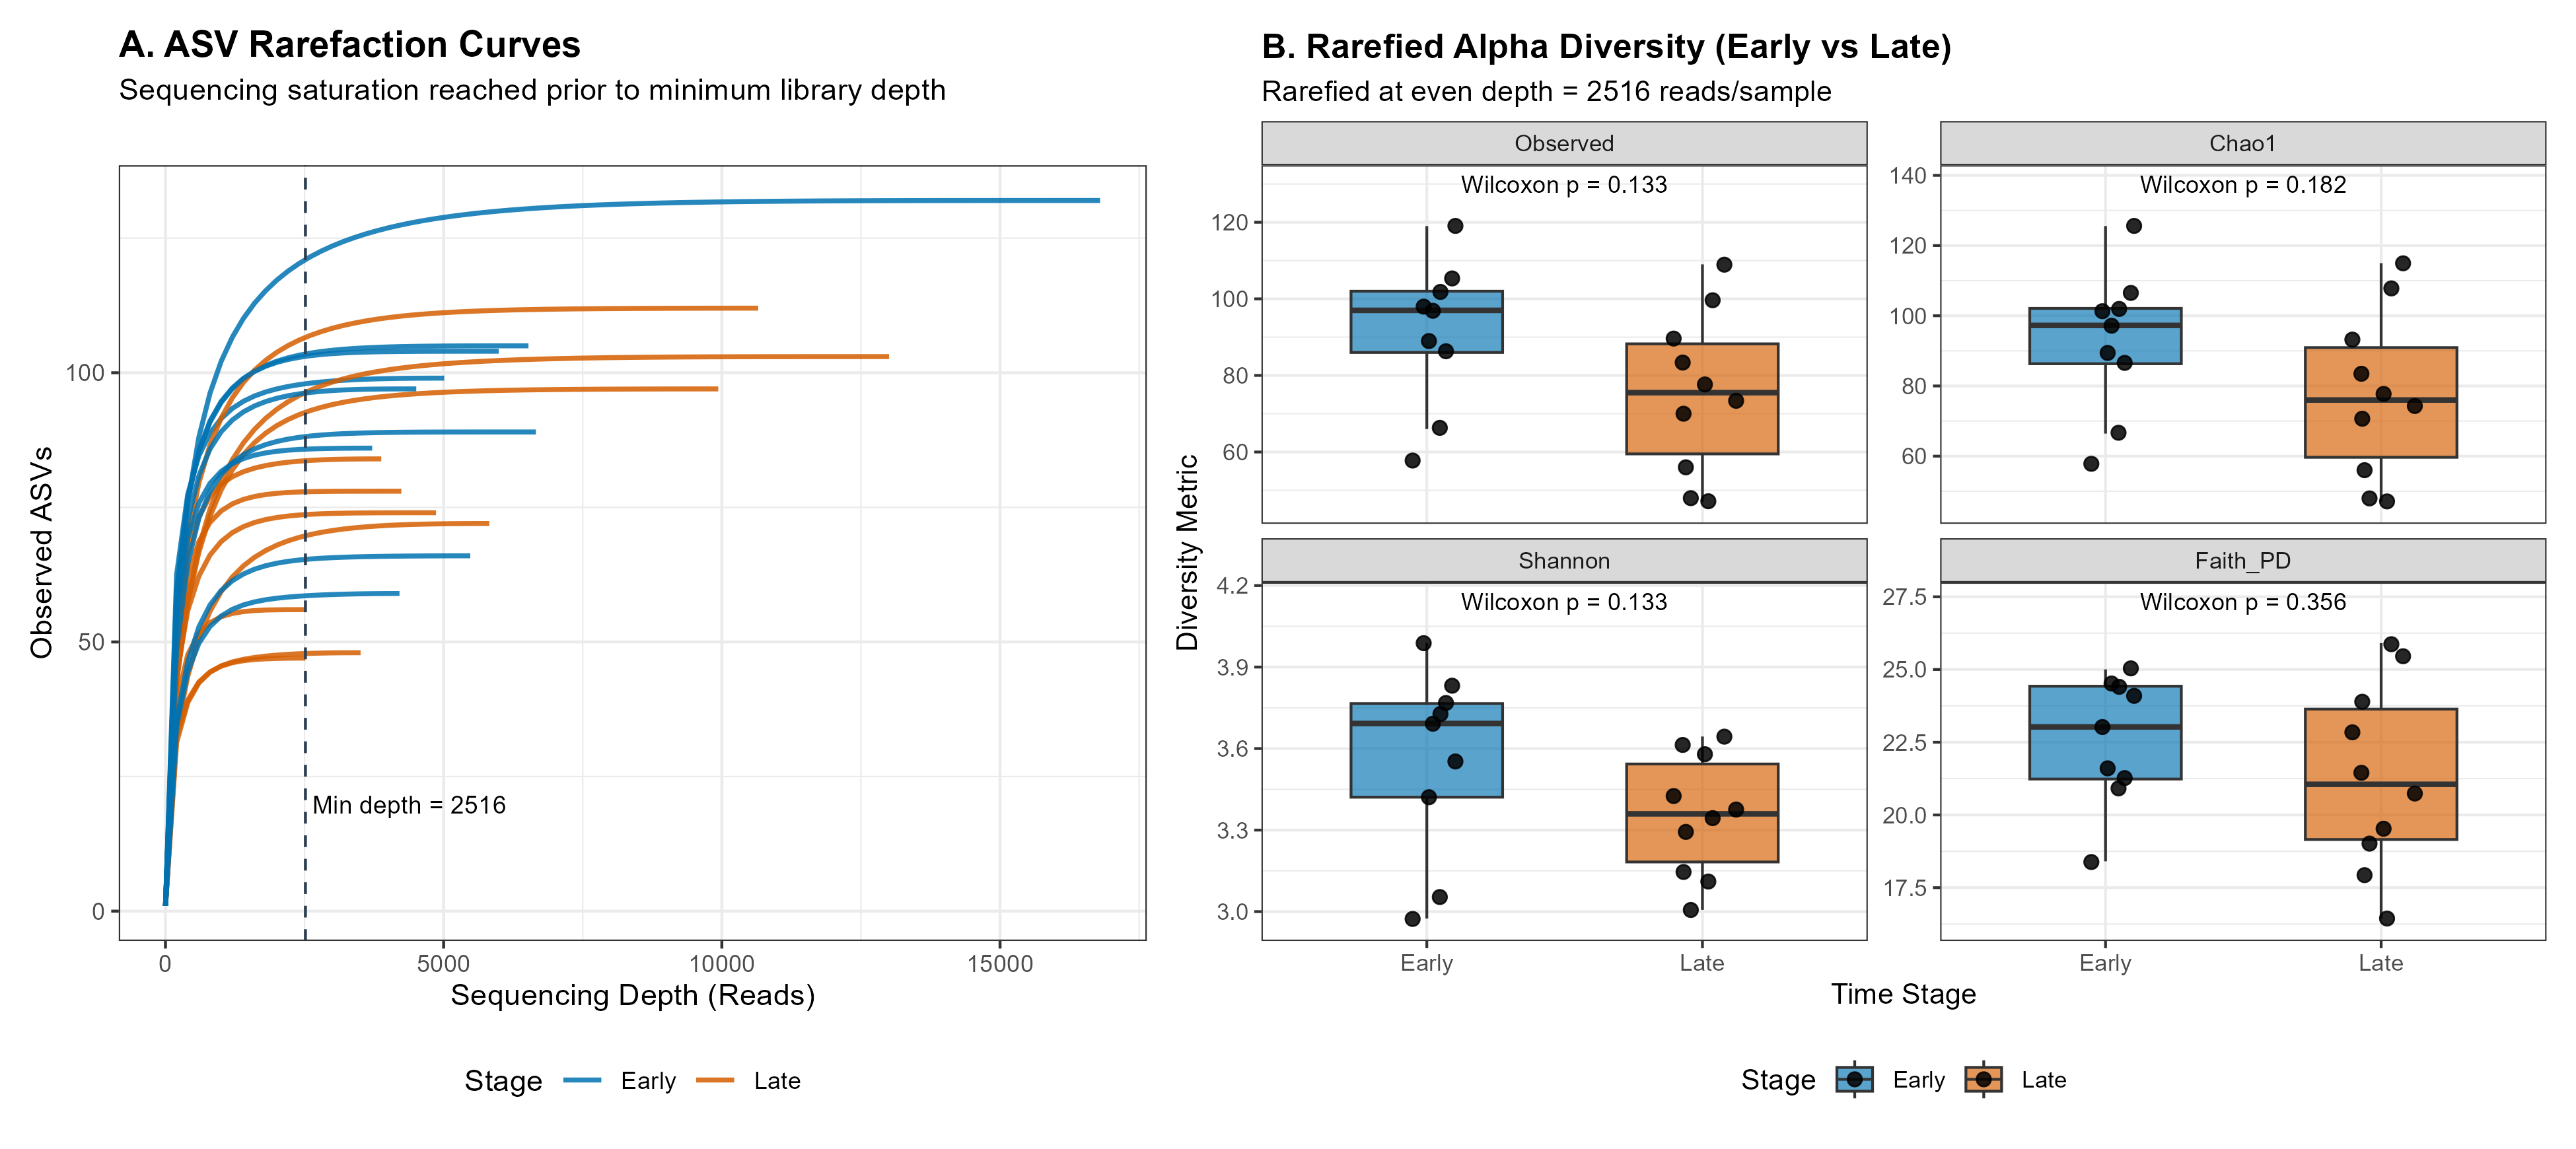 A. ASV Rarefaction Curves
Sequencing saturation reached prior to minimum library depth
Observed ASVs
100
50
0
Min depth = 2516
0 5000 10000 15000
Sequencing Depth (Reads)
Stage Early Late
B. Rarefied Alpha Diversity (Early vs Late)
Rarefied at even depth = 2516 reads/sample
Diversity Metric
Observed
Wilcoxon p = 0.133
120
100
80
60
Chao1
Wilcoxon p = 0.182
140
120
100
80
60
Shannon
Wilcoxon p = 0.133
4.2
3.9
3.6
3.3
3.0
Early Late
Faith_PD
Wilcoxon p = 0.356
27.5
25.0
22.5
20.0
17.5
Early Late
Time Stage
Stage Early Late